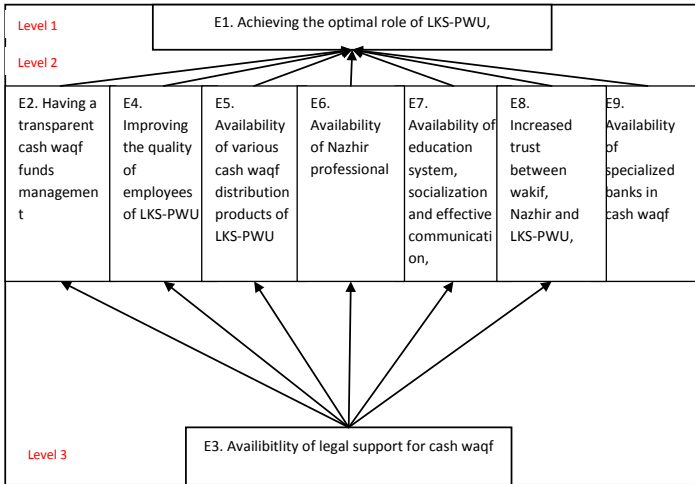 Level 1
E1. Achieving the optimal role of LKS-PWU,
Level 2
E2. Having a
transparent
cash waqf
funds
managemen
t
E4.
Improving
the quality
of
employees
of LKS-PWU
E5.
Availability
of various
cash waqf
distribution
products of
LKS-PWU
E6.
Availability
of Nazhir
professional
E7.
Availability of
education
system,
socialization
and effective
communicati
on,
E8.
Increased
trust
between
wakif,
Nazhir and
LKS-PWU,
E9.
Availability
of
specialized
banks in
cash waqf
E3. Availibitlity of legal support for cash waqf
Level 3